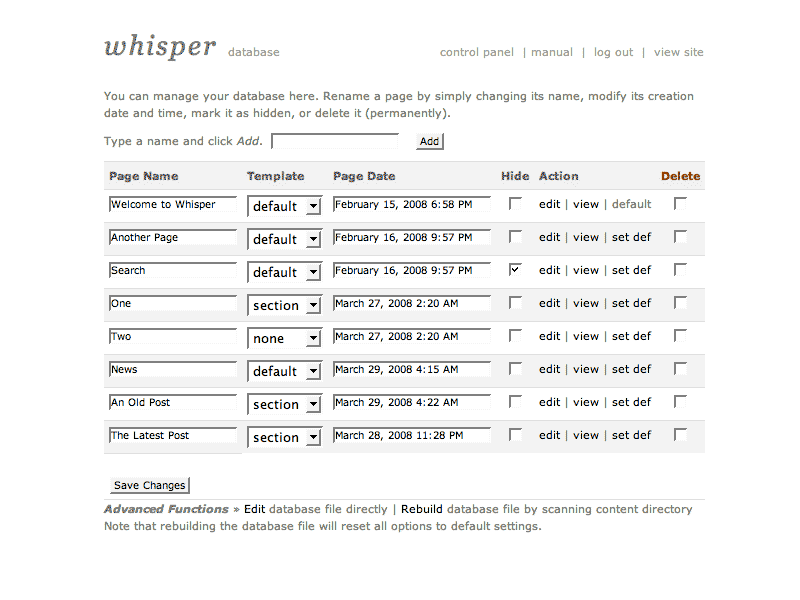 whisper database control panel | manual | log out | view site
You can manage your database here. Rename a page by simply changing its name, modify its creation
date and time, mark it as hidden, or delete it (permanently).
Type a name and click Add. Add
Page Name Template Page Date Hide Action Delete
Welcome to Whisper default February 15, 2008 6:58 PM edit | view | default
Another Page default February 16, 2008 9:57 PM edit | view | set def
Search default February 16, 2008 9:57 PM edit | view | set def
One section March 27, 2008 2:20 AM edit | view | set def
Two none March 27, 2008 2:20 AM edit | view | set def
News default March 29, 2008 4:15 AM edit | view | set def
An Old Post section March 29, 2008 4:22 AM edit | view | set def
The Latest Post section March 28, 2008 11:28 PM edit | view | set def
Save Changes
Advanced Functions » Edit database file directly | Rebuild database file by scanning content directory
Note that rebuilding the database file will reset all options to default settings.